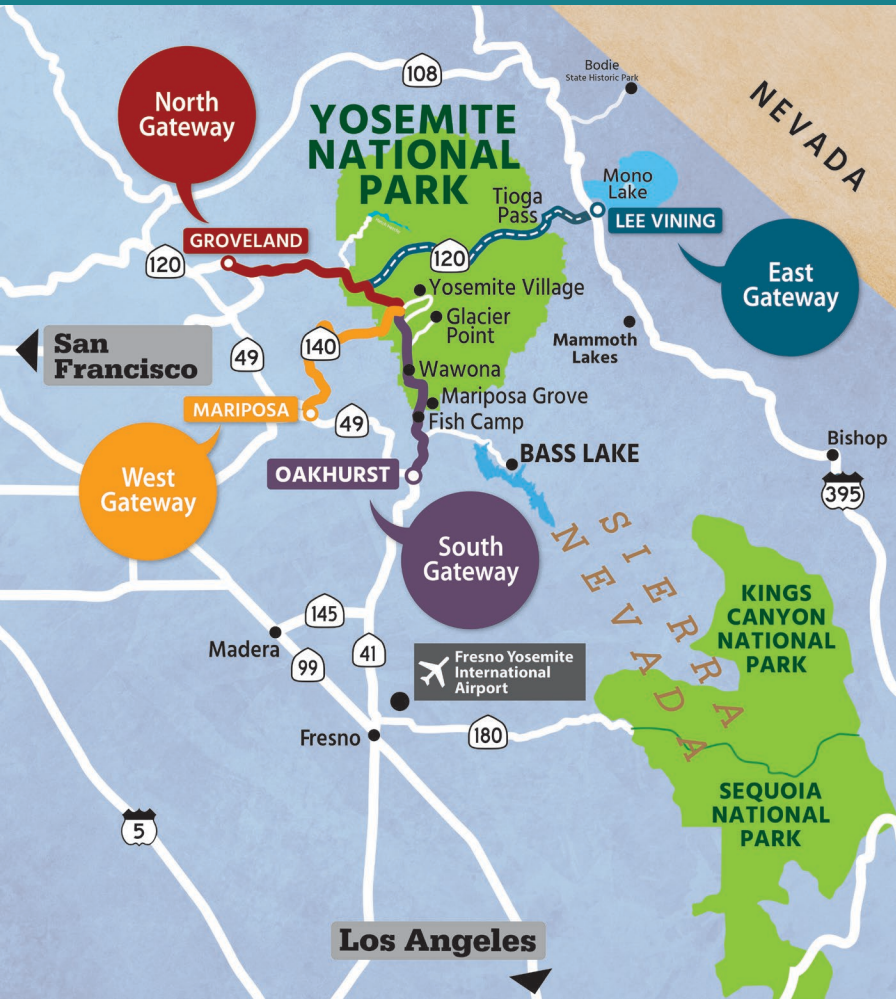 108
Bodie
State Historic Park
NEVADA
North
Gateway
YOSEMITE
NATIONAL
PARK
Mono
Lake
Tioga
Pass
LEE VINING
GROVELAND
120
120
East
Gateway
Yosemite Village
Glacier
Point
San
Francisco
49
140
Mammoth
Lakes
Wawona
MARIPOSA
Mariposa Grove
49
Fish Camp
BASS LAKE
Bishop
395
West
Gateway
OAKHURST
South
Gateway
SIERRA
NEVADA
KINGS
CANYON
NATIONAL
PARK
145
Madera
99
41
Fresno Yosemite
International
Airport
Fresno
180
SEQUOIA
NATIONAL
PARK
5
Los Angeles